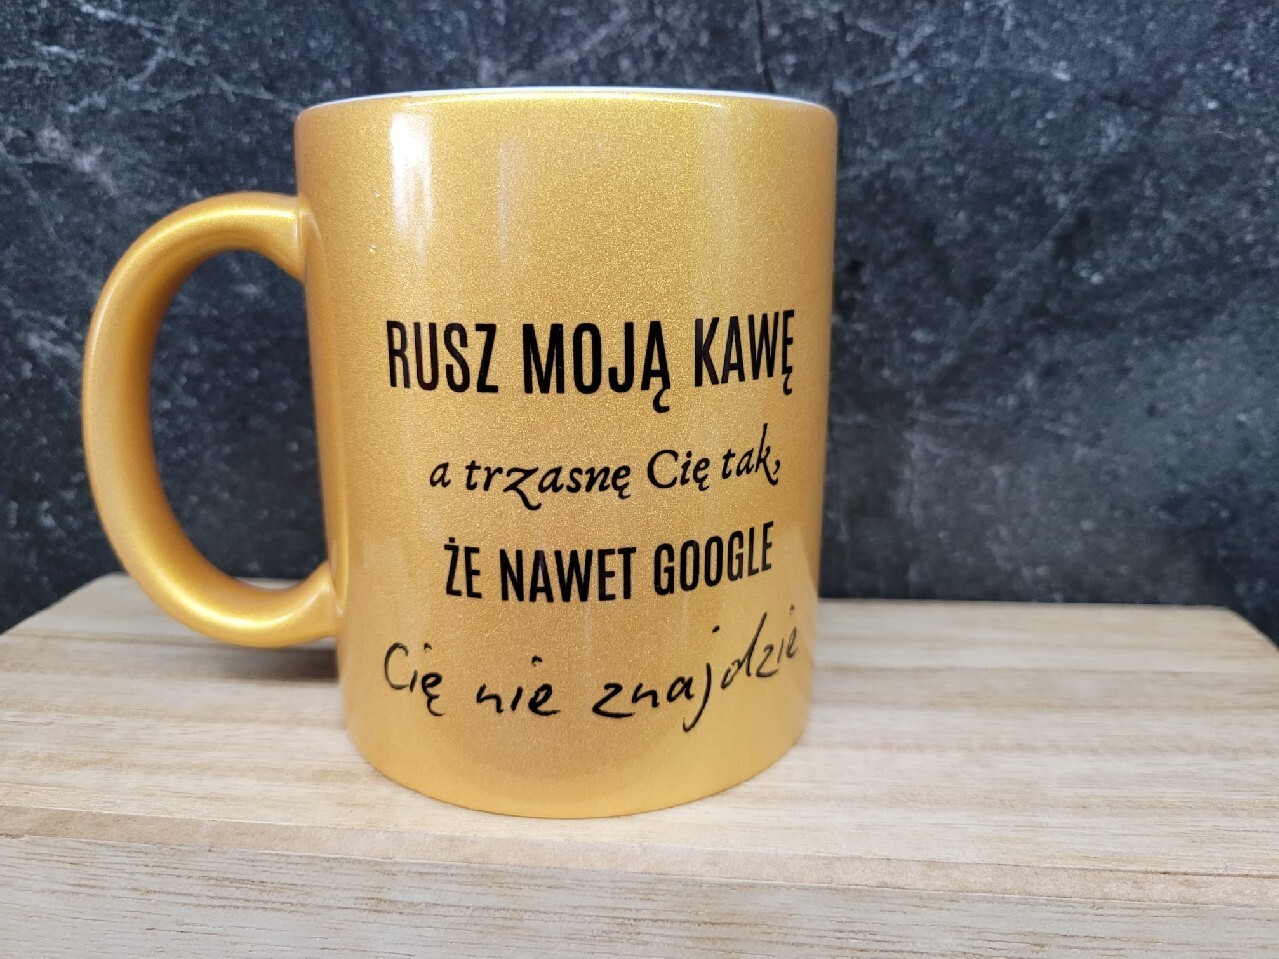 RUSZ MOJĄ KAWĘ
a trzasnę Cię tak,
ŻE NAWET GOOGLE
Cię nie znajdzie